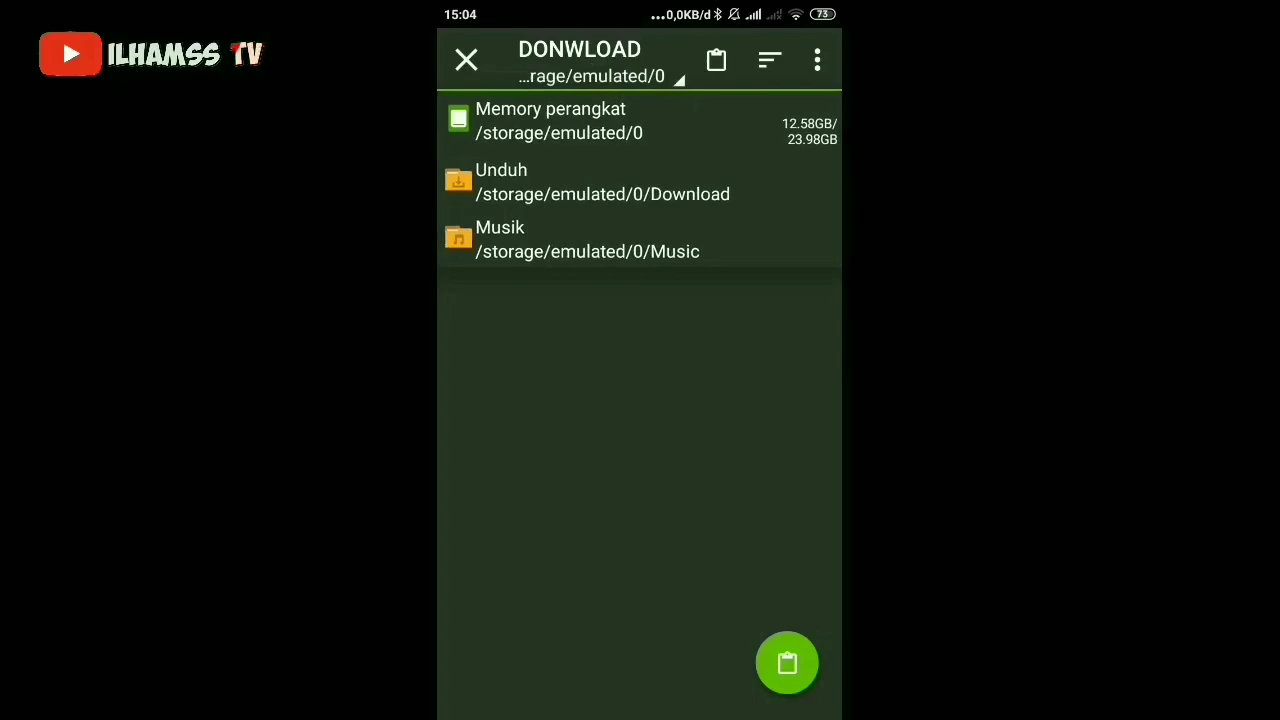 ILHAMSS TV
15:04
...0,0KB/d
73
DONWLOAD
...rage/emulated/0
Memory perangkat
/storage/emulated/0
12.58GB/
23.98GB
Unduh
/storage/emulated/0/Download
Musik
/storage/emulated/0/Music